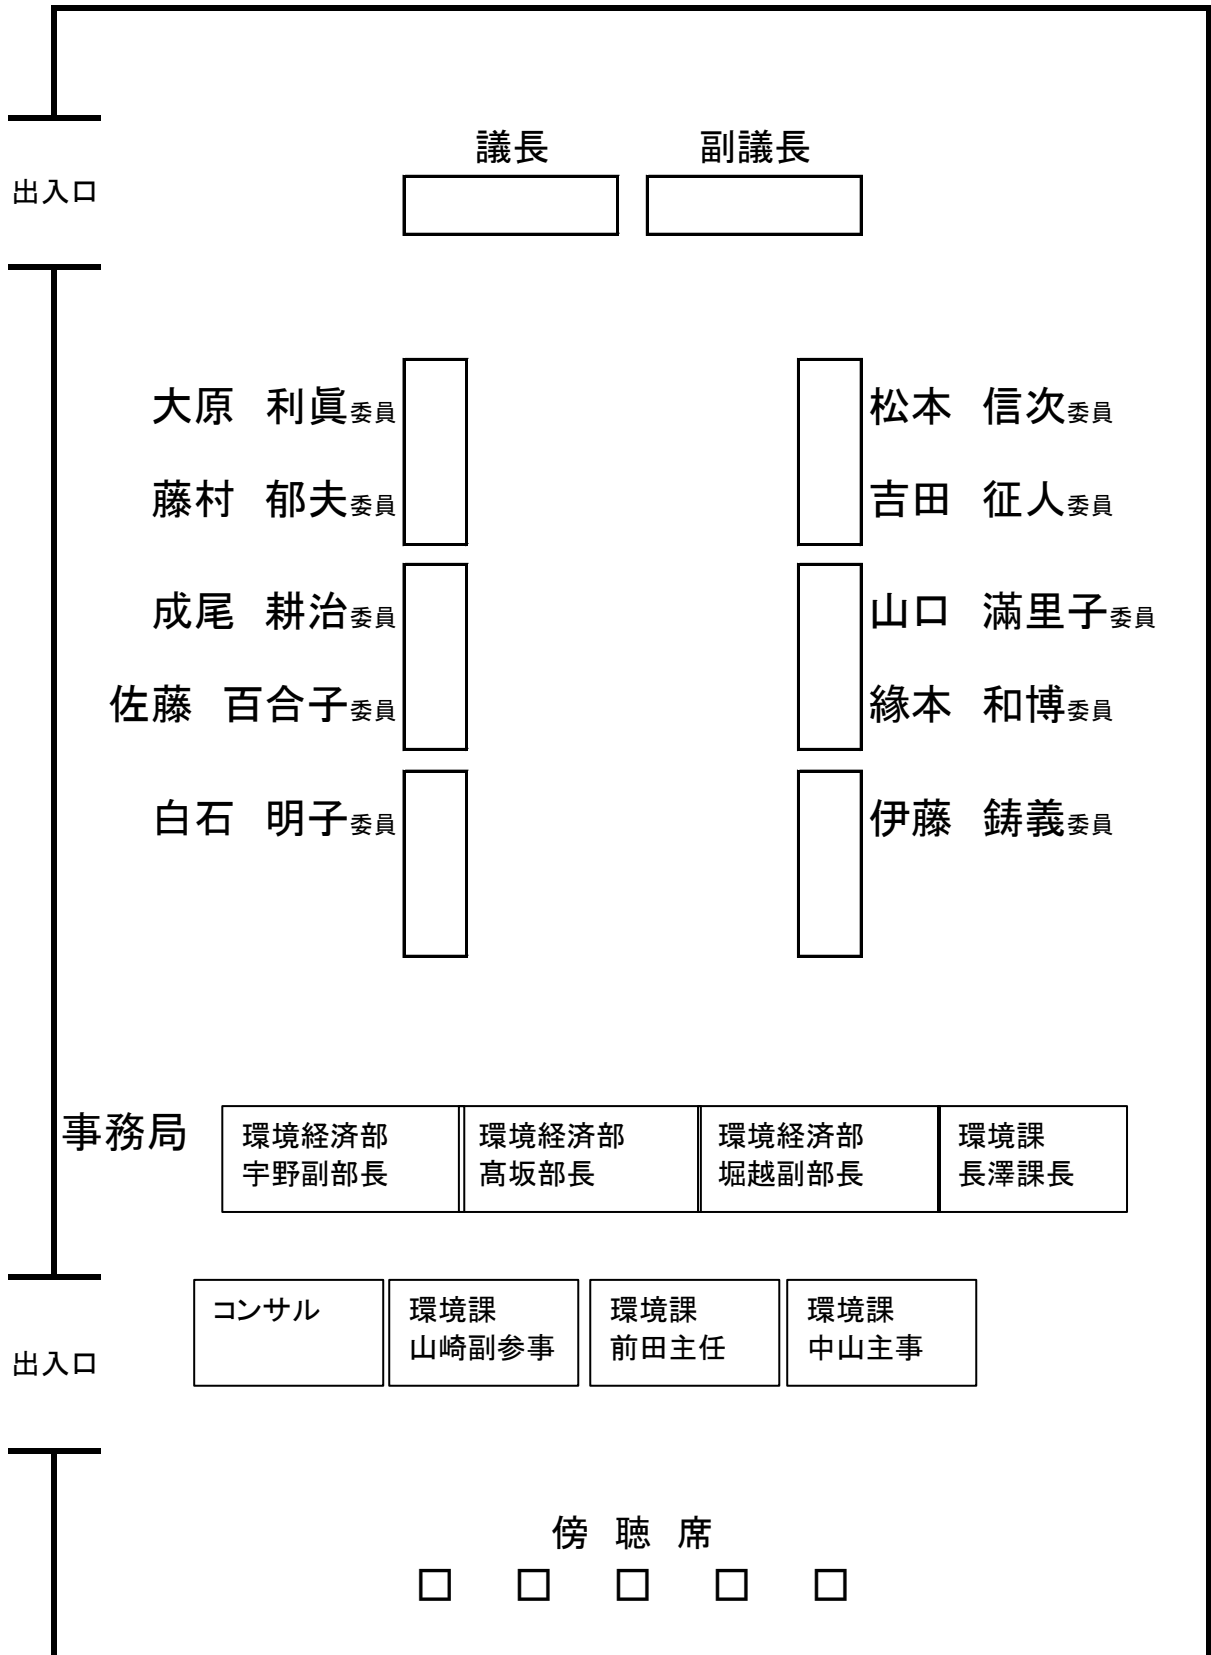 議長 副議長
出入口
大原 利眞委員 松本 信次委員
藤村 郁夫委員 吉田 征人委員
成尾 耕治委員 山口 滿里子委員
佐藤 百合子委員 緣本 和博委員
白石 明子委員 伊藤 鋳義委員
事務局
環境経済部 環境経済部 環境経済部 環境課
宇野副部長 髙坂部長 堀越副部長 長澤課長
コンサル 環境課 環境課 環境課
山崎副参事 前田主任 中山主事
出入口
傍聴席